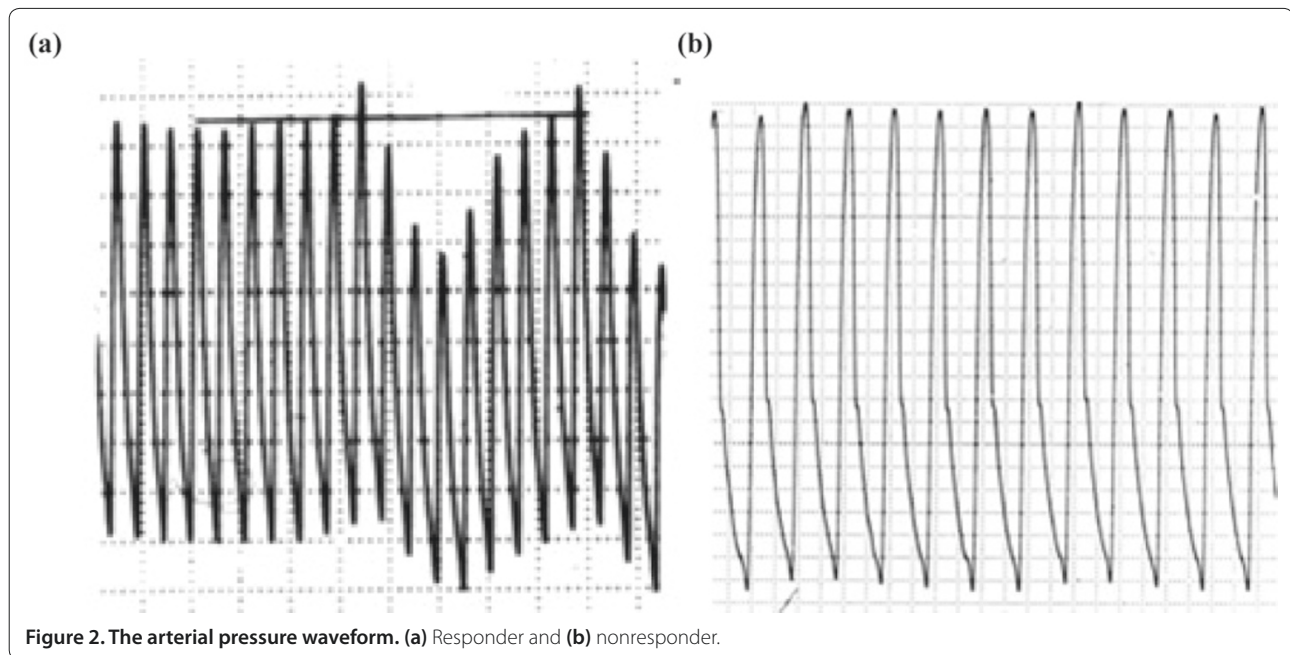 (a)
(b)
Figure 2. The arterial pressure waveform. (a) Responder and (b) nonresponder.